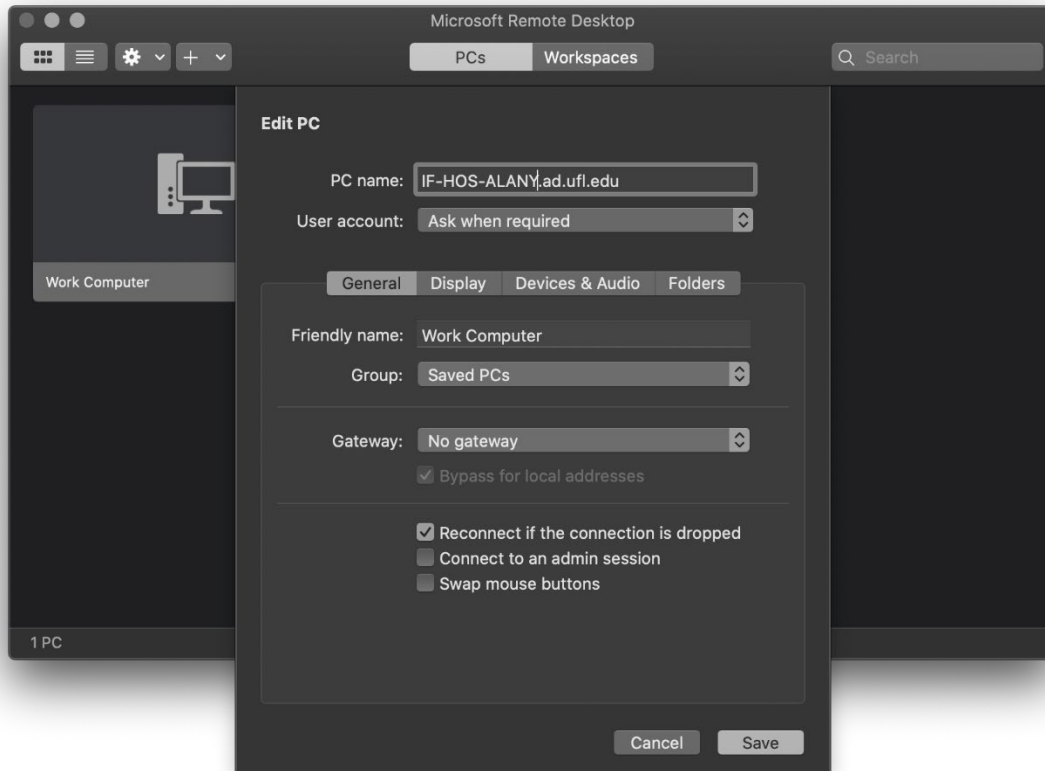 Microsoft Remote Desktop
PCs Workspaces Search
Edit PC
PC name: IF-HOS-ALANY.ad.ufl.edu
User account: Ask when required
Work Computer
General Display Devices & Audio Folders
Friendly name: Work Computer
Group: Saved PCs
Gateway: No gateway
Bypass for local addresses
Reconnect if the connection is dropped
Connect to an admin session
Swap mouse buttons
1 PC
Cancel Save